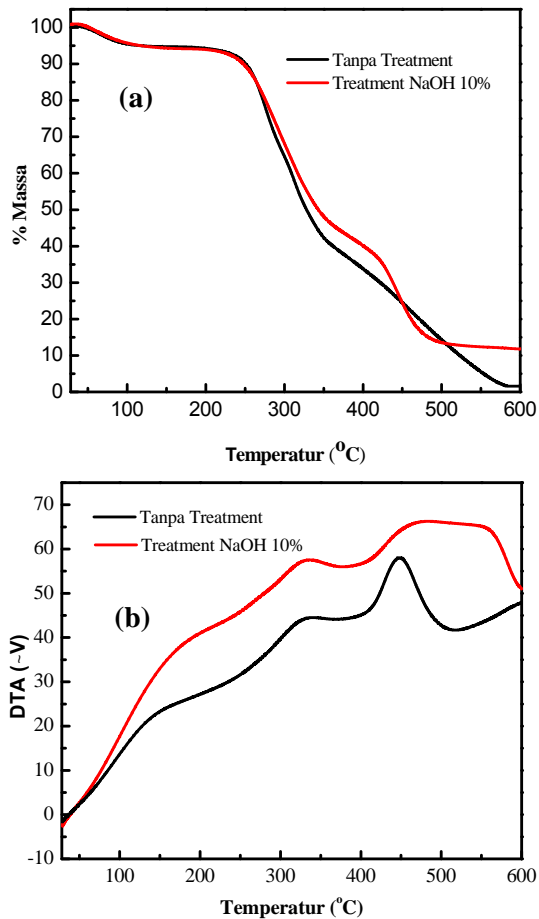 100
90
80
70
60
50
40
30
20
10
0
% Massa
Tanpa Treatment
Treatment NaOH 10%
(a)
100 200 300 400 500 600
Temperatur (°C)
70
60
50
40
30
20
10
0
-10
DTA (~V)
Tanpa Treatment
Treatment NaOH 10%
(b)
100 200 300 400 500 600
Temperatur (°C)